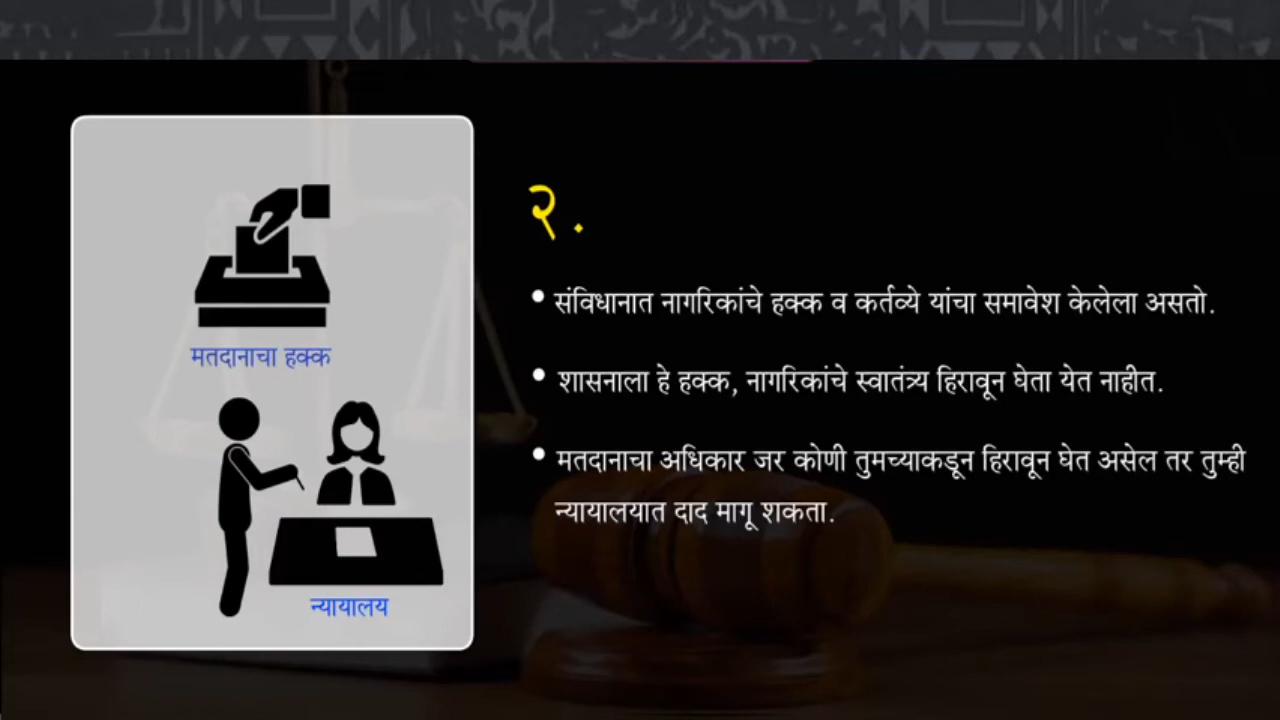 मतदानाचा हक्क
न्यायालय
२.
• संविधानात नागरिकांचे हक्क व कर्तव्ये यांचा समावेश केलेला असतो.
• शासनाला हे हक्क, नागरिकांचे स्वातंत्र्य हिरावून घेता येत नाहीत.
• मतदानाचा अधिकार जर कोणी तुमच्याकडून हिरावून घेत असेल तर तुम्ही
न्यायालयात दाद मागू शकता.